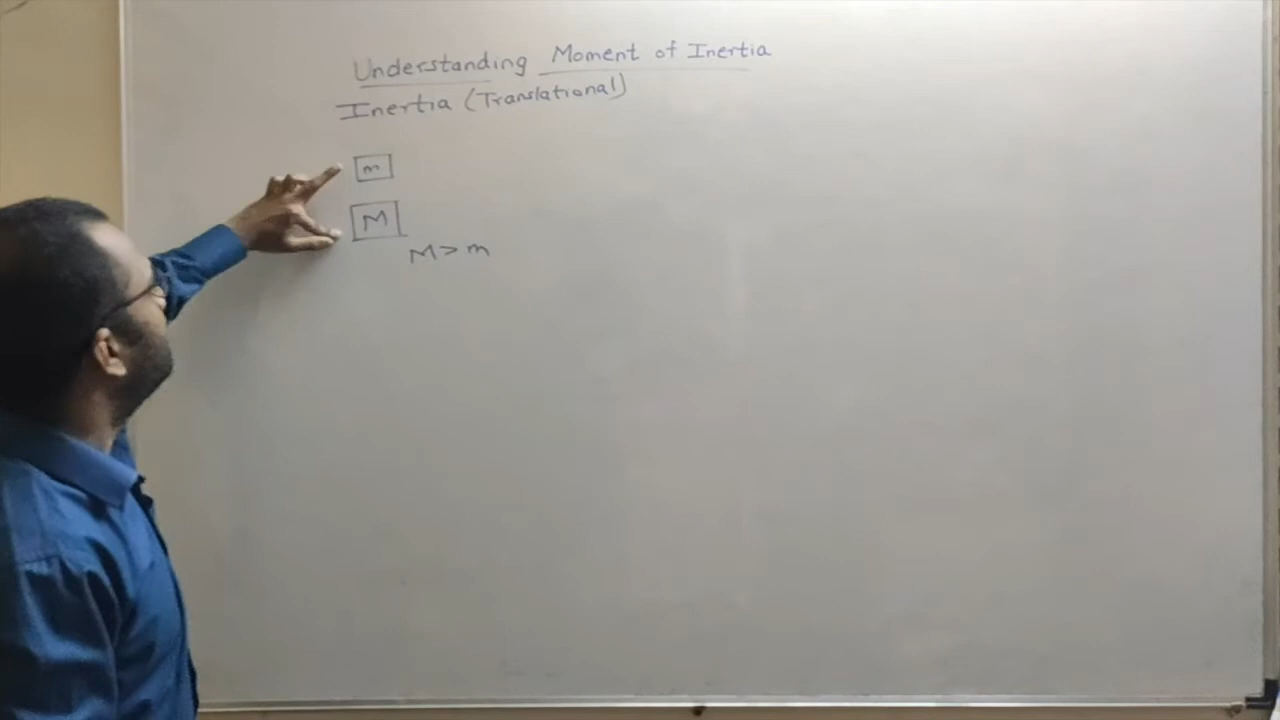 Understanding Moment of Inertia
Inertia (Translational)
m
M
M > m